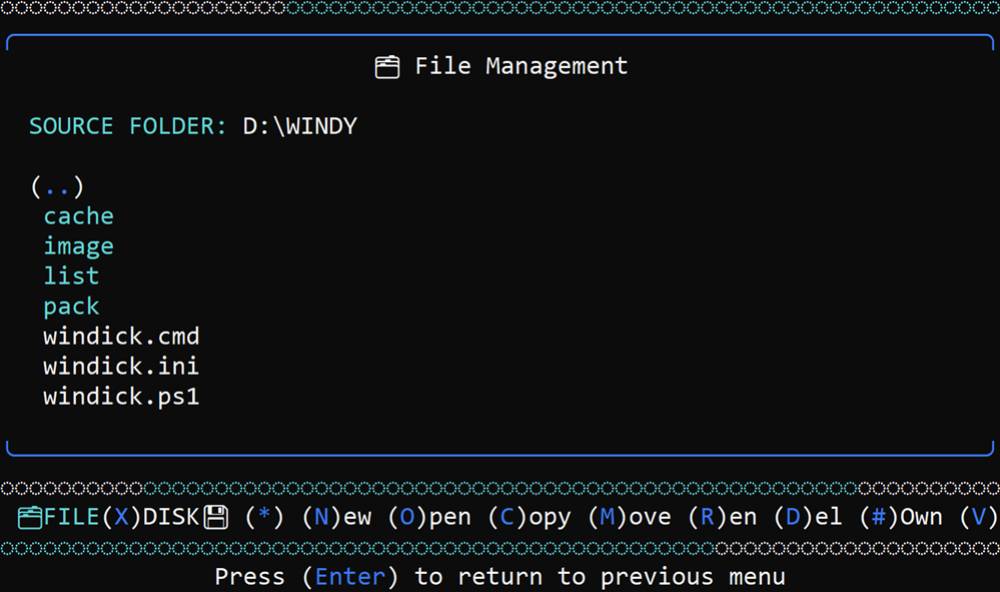 File Management
SOURCE FOLDER: D:\WINDY
(..)
cache
image
list
pack
windick.cmd
windick.ini
windick.ps1
FILE(X)DISK (*) (N)ew (O)pen (C)opy (M)ove (R)en (D)el (#)Own (V)
Press (Enter) to return to previous menu